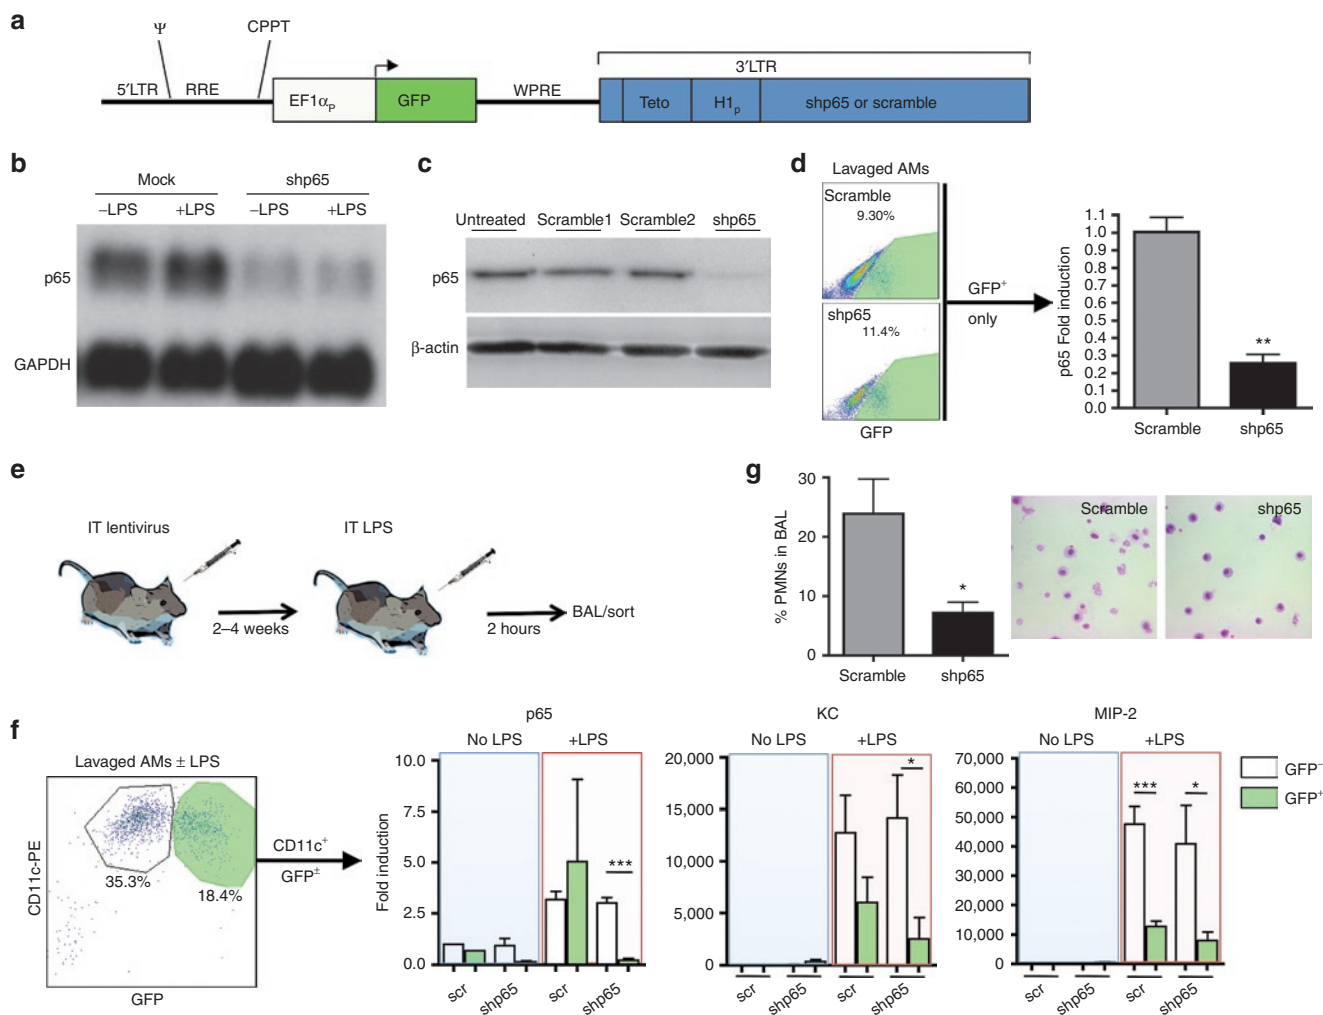 a
Ψ CPPT
5′LTR RRE EF1αP GFP WPRE 3′LTR
Teto H1p shp65 or scramble
b
Mock shp65
–LPS +LPS –LPS +LPS
p65
GAPDH
c
Untreated Scramble1 Scramble2 shp65
p65
β-actin
d
Lavaged AMs
Scramble
9.30%
shp65
11.4%
GFP
GFP+
only
p65 Fold induction
1.1
1.0
0.9
0.8
0.7
0.6
0.5
0.4
0.3
0.2
0.1
0.0
**
Scramble shp65
e
IT lentivirus IT LPS
2–4 weeks 2 hours BAL/sort
g
% PMNs in BAL
30
20
10
0
*
Scramble shp65
Scramble shp65
f
Lavaged AMs ± LPS
CD11c-PE
35.3% 18.4%
GFP
CD11c+
GFP±
p65
No LPS +LPS
Fold induction
10.0
7.5
5.0
2.5
0.0
***
scr shp65 scr shp65
KC
No LPS +LPS
20,000
15,000
10,000
5,000
0
*
scr shp65 scr shp65
MIP-2
No LPS +LPS
70,000
60,000
50,000
40,000
30,000
20,000
10,000
0
*** *
scr shp65 scr shp65
GFP–
GFP+